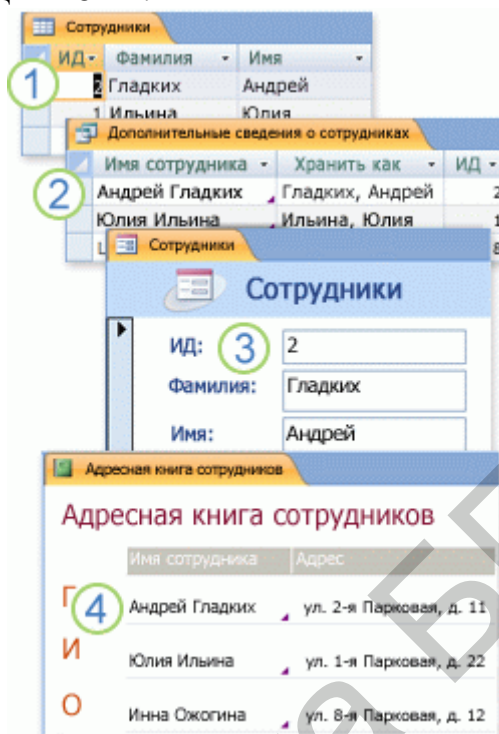 Сотрудники
ИД Фамилия Имя
1 2 Гладких Андрей
1 Ильина Юлия
Дополнительные сведения о сотрудниках
Имя сотрудника Хранить как ИД
2 Андрей Гладких Гладких, Андрей 2
Юлия Ильина Ильина, Юлия 1
8
Сотрудники
Сотрудники
ИД: 3 2
Фамилия: Гладких
Имя: Андрей
Адресная книга сотрудников
Адресная книга сотрудников
Имя сотрудника Адрес
Г 4 Андрей Гладких ул. 2-я Парковая, д. 11
И Юлия Ильина ул. 1-я Парковая, д. 22
О Инна Ожогина ул. 8-я Парковая, д. 12